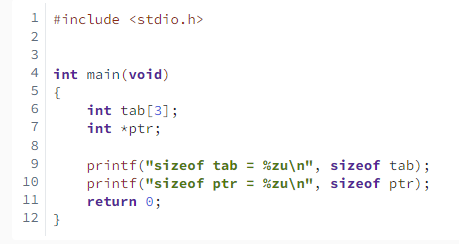 1 #include <stdio.h>
2
3
4 int main(void)
5 {
6     int tab[3];
7     int *ptr;
8
9     printf("sizeof tab = %zu\n", sizeof tab);
10     printf("sizeof ptr = %zu\n", sizeof ptr);
11     return 0;
12 }